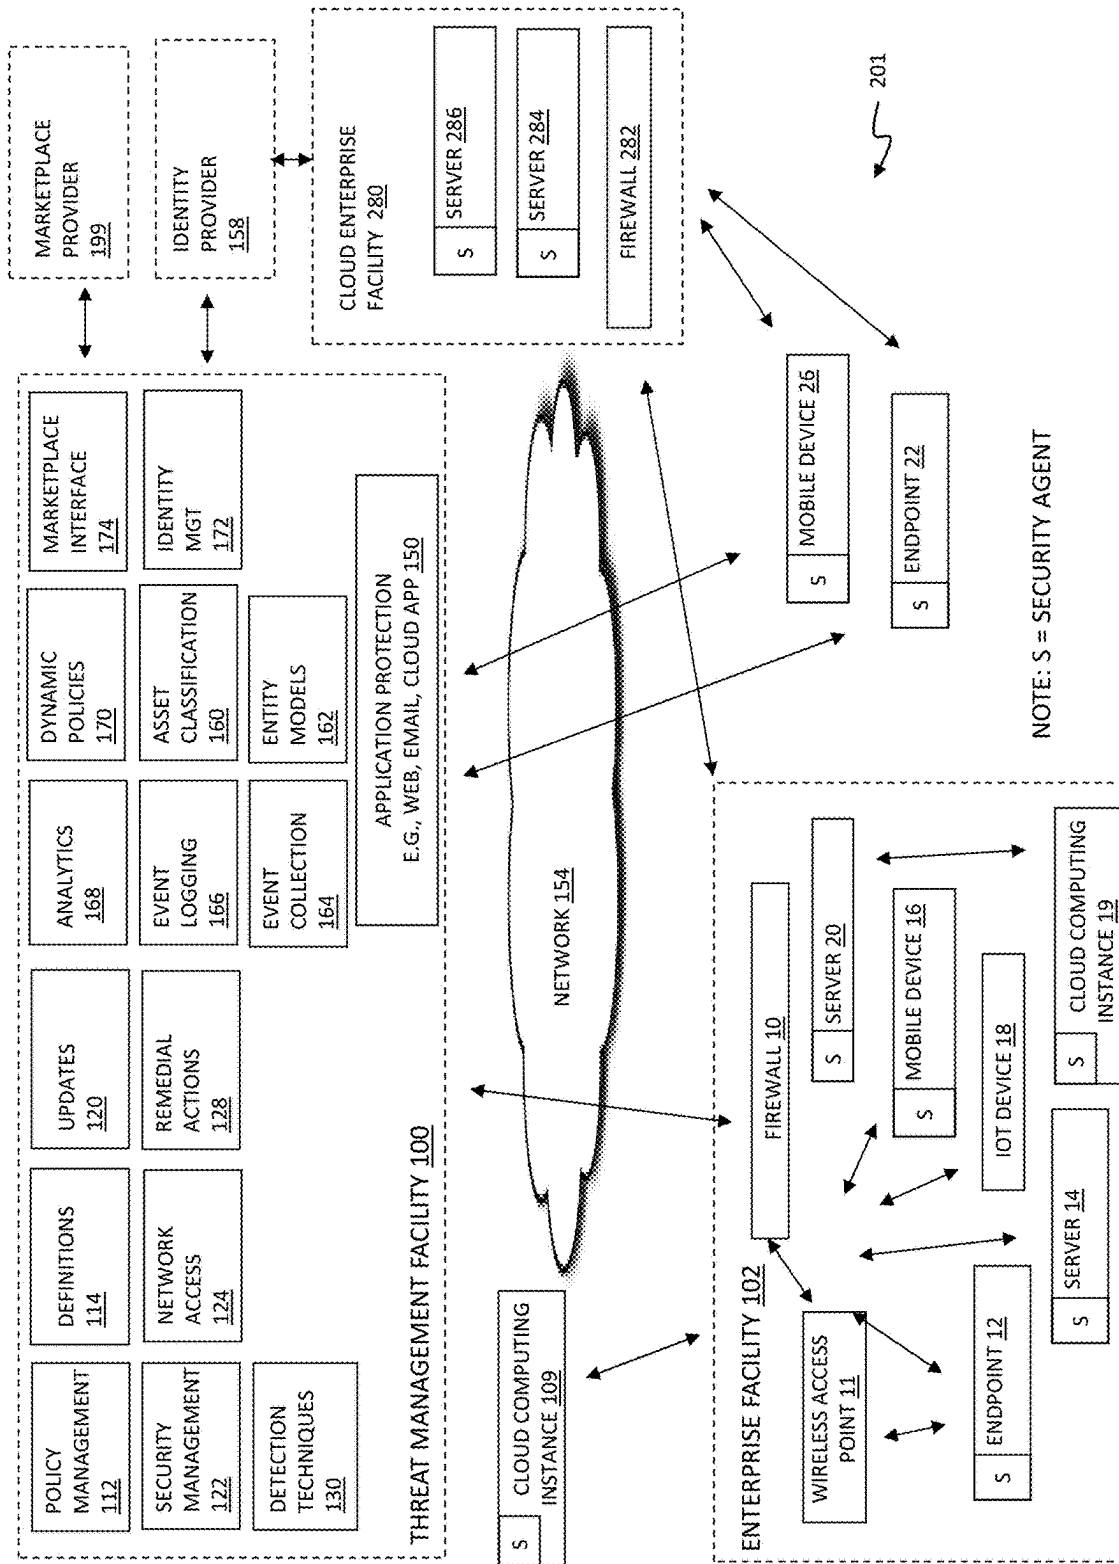 POLICY
MANAGEMENT
112
DEFINITIONS
114
UPDATES
120
ANALYTICS
168
DYNAMIC
POLICIES
170
MARKETPLACE
INTERFACE
174
MARKETPLACE
PROVIDER
199
SECURITY
MANAGEMENT
122
NETWORK
ACCESS
124
REMEDIAL
ACTIONS
128
EVENT
LOGGING
166
ASSET
CLASSIFICATION
160
IDENTITY
MGT
172
IDENTITY
PROVIDER
158
DETECTION
TECHNIQUES
130
EVENT
COLLECTION
164
ENTITY
MODELS
162
APPLICATION PROTECTION
E.G., WEB, EMAIL, CLOUD APP 150
THREAT MANAGEMENT FACILITY 100
CLOUD ENTERPRISE
FACILITY 280
S SERVER 286
S SERVER 284
FIREWALL 282
S CLOUD COMPUTING
INSTANCE 109
NETWORK 154
ENTERPRISE FACILITY 102
FIREWALL 10
WIRELESS ACCESS
POINT 11
S SERVER 20
S MOBILE DEVICE 16
IOT DEVICE 18
S ENDPOINT 12
S SERVER 14
S CLOUD COMPUTING
INSTANCE 19
S MOBILE DEVICE 26
S ENDPOINT 22
201
NOTE: S = SECURITY AGENT